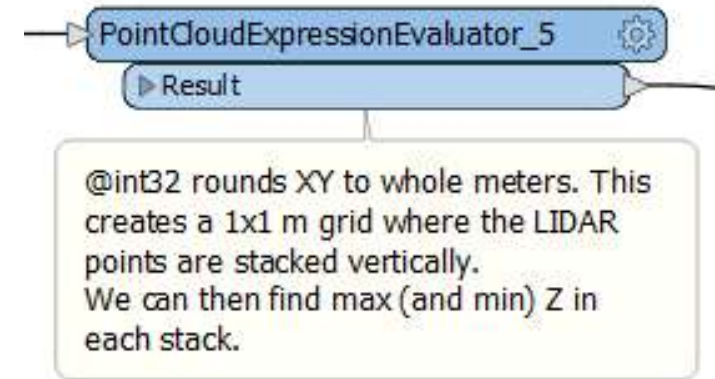 PointCloudExpressionEvaluator_5
Result
@int32 rounds XY to whole meters. This
creates a 1x1 m grid where the LIDAR
points are stacked vertically.
We can then find max (and min) Z in
each stack.